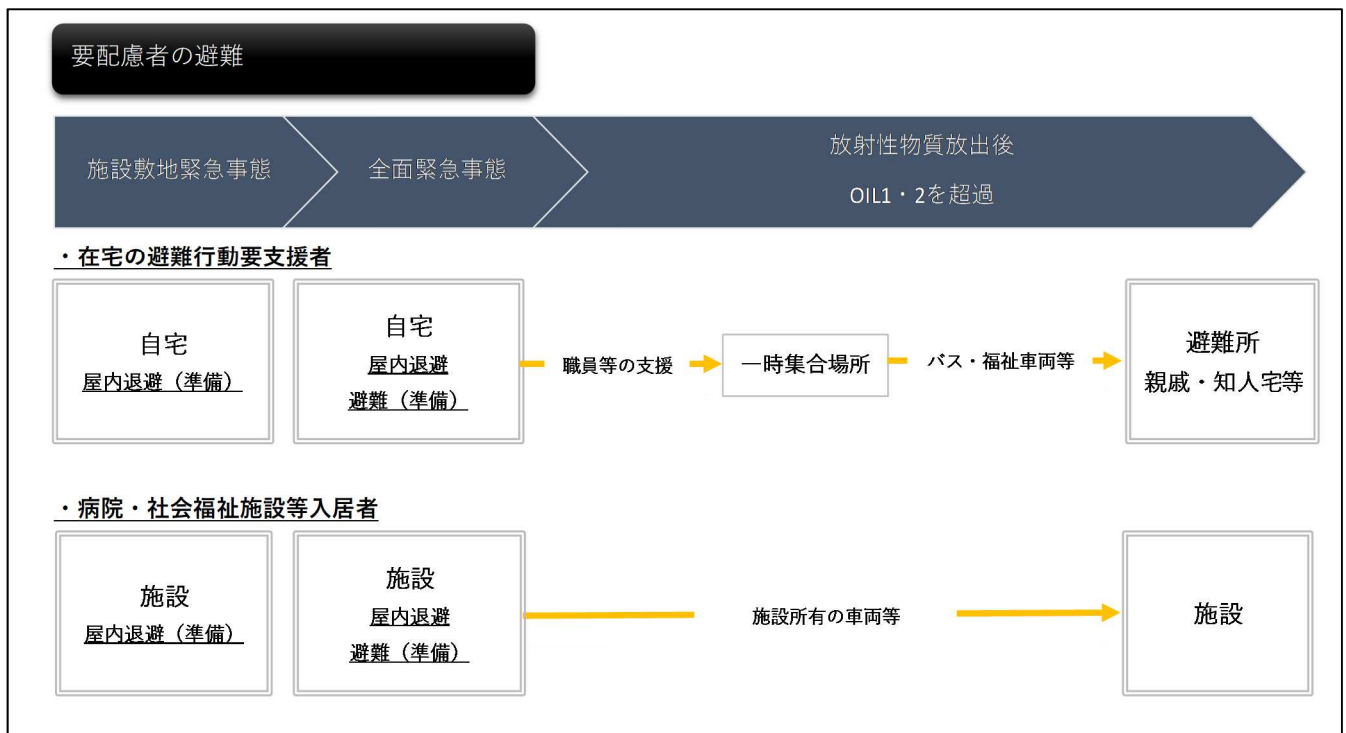 要配慮者の避難
施設敷地緊急事態
全面緊急事態
放射性物質放出後
OIL1・2を超過
・在宅の避難行動要支援者
自宅
屋内退避（準備）
自宅
屋内退避
避難（準備）
職員等の支援
一時集合場所
バス・福祉車両等
避難所
親戚・知人宅等
・病院・社会福祉施設等入居者
施設
屋内退避（準備）
施設
屋内退避
避難（準備）
施設所有の車両等
施設